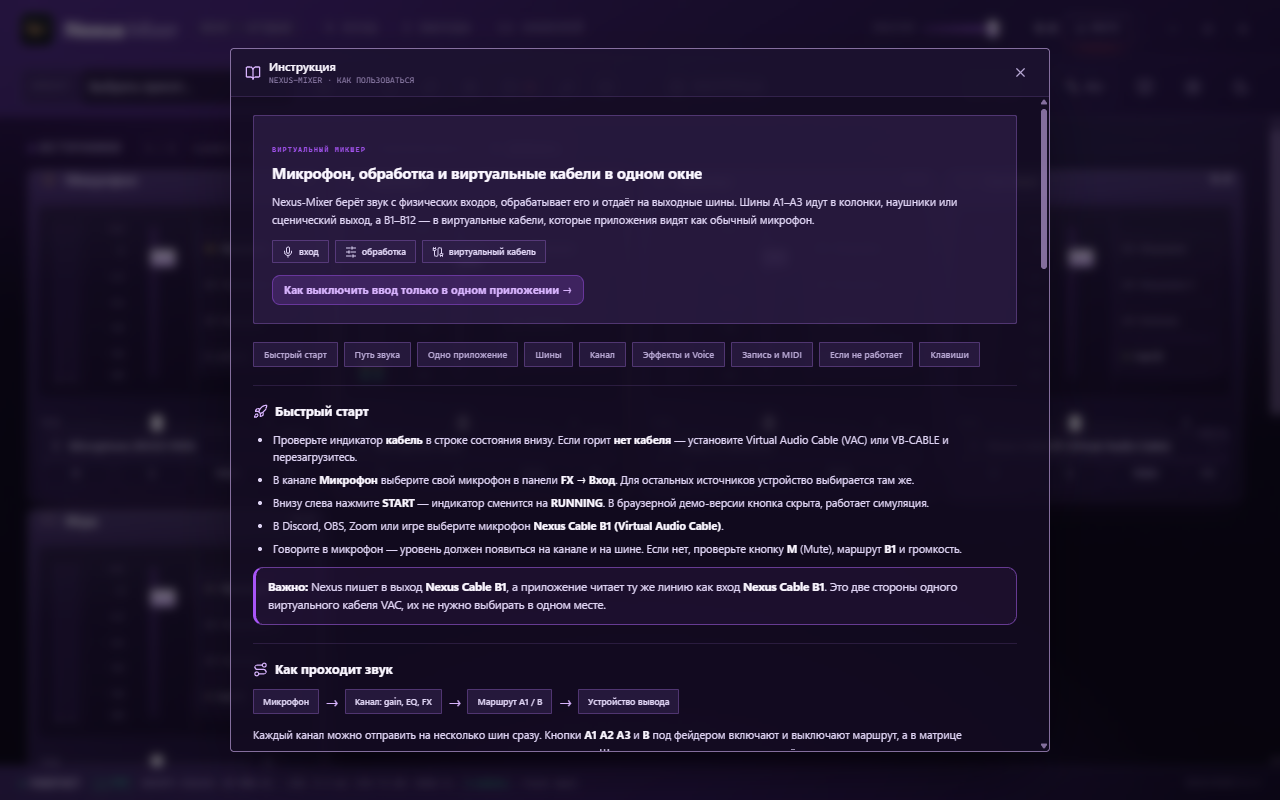 Инструкция
NEXUS-MIXER · КАК ПОЛЬЗОВАТЬСЯ
ВИРТУАЛЬНЫЙ МИКШЕР
Микрофон, обработка и виртуальные кабели в одном окне
Nexus-Mixer берёт звук с физических входов, обрабатывает его и отдаёт на выходные шины. Шины A1–A3 идут в колонки, наушники или
сценический выход, а B1–B12 — в виртуальные кабели, которые приложения видят как обычный микрофон.
вход обработка виртуальный кабель
Как выключить ввод только в одном приложении →
Быстрый старт Путь звука Одно приложение Шины Канал Эффекты и Voice Запись и MIDI Если не работает Клавиши
Быстрый старт
• Проверьте индикатор кабель в строке состояния внизу. Если горит нет кабеля — установите Virtual Audio Cable (VAC) или VB-CABLE и
перезагрузитесь.
• В канале Микрофон выберите свой микрофон в панели FX → Вход. Для остальных источников устройство выбирается там же.
• Внизу слева нажмите START — индикатор сменится на RUNNING. В браузерной демо-версии кнопка скрыта, работает симуляция.
• В Discord, OBS, Zoom или игре выберите микрофон Nexus Cable B1 (Virtual Audio Cable).
• Говорите в микрофон — уровень должен появиться на канале и на шине. Если нет, проверьте кнопку M (Mute), маршрут B1 и громкость.
Важно: Nexus пишет в выход Nexus Cable B1, а приложение читает ту же линию как вход Nexus Cable B1. Это две стороны одного
виртуального кабеля VAC, их не нужно выбирать в одном месте.
Как проходит звук
Микрофон → Канал: gain, EQ, FX → Маршрут A1 / B → Устройство вывода
Каждый канал можно отправить на несколько шин сразу. Кнопки A1 A2 A3 и B под фейдером включают и выключают маршрут, а в матрице